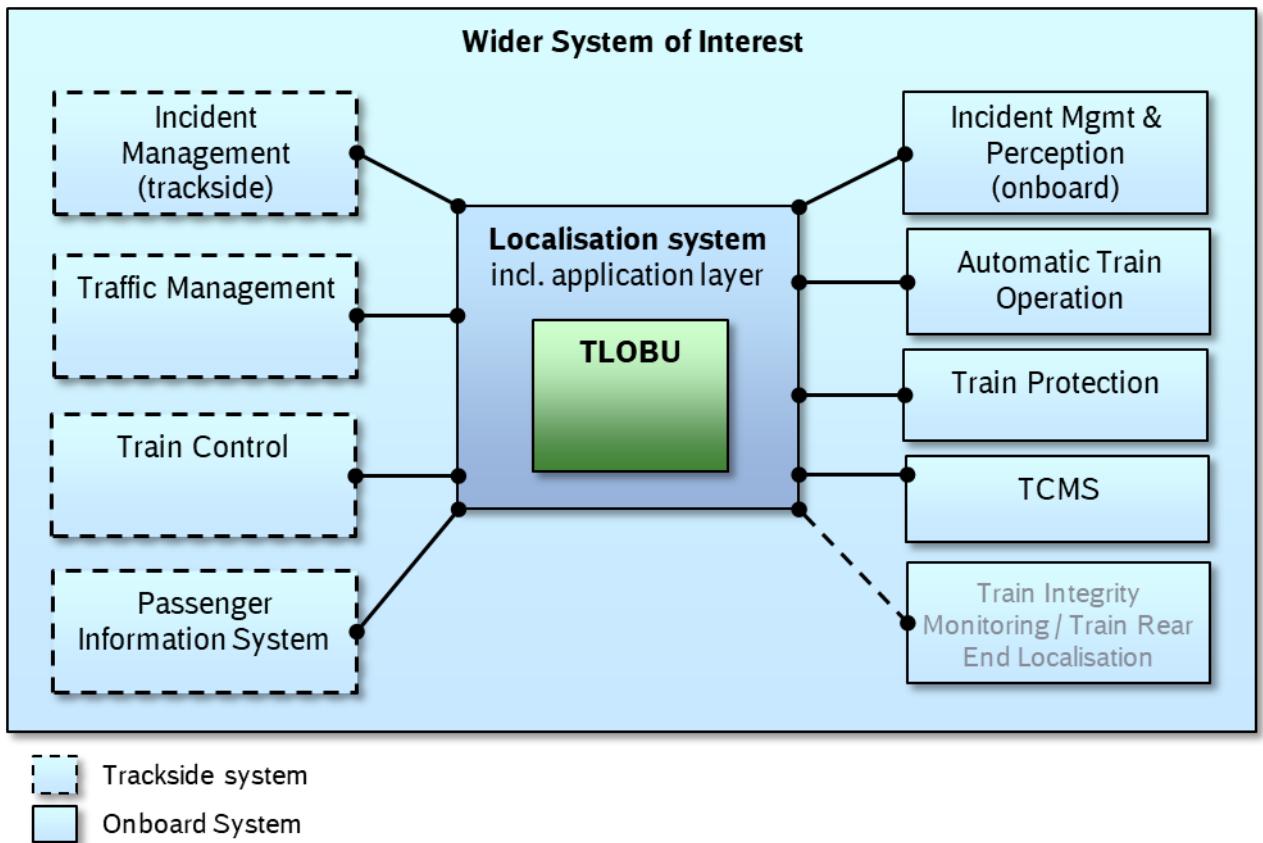 Wider System of Interest
Incident
Management
(trackside)
Traffic Management
Train Control
Passenger
Information System
Localisation system
incl. application layer
TLOBU
Incident Mgmt &
Perception
(onboard)
Automatic Train
Operation
Train Protection
TCMS
Train Integrity
Monitoring / Train Rear
End Localisation
Trackside system
Onboard System